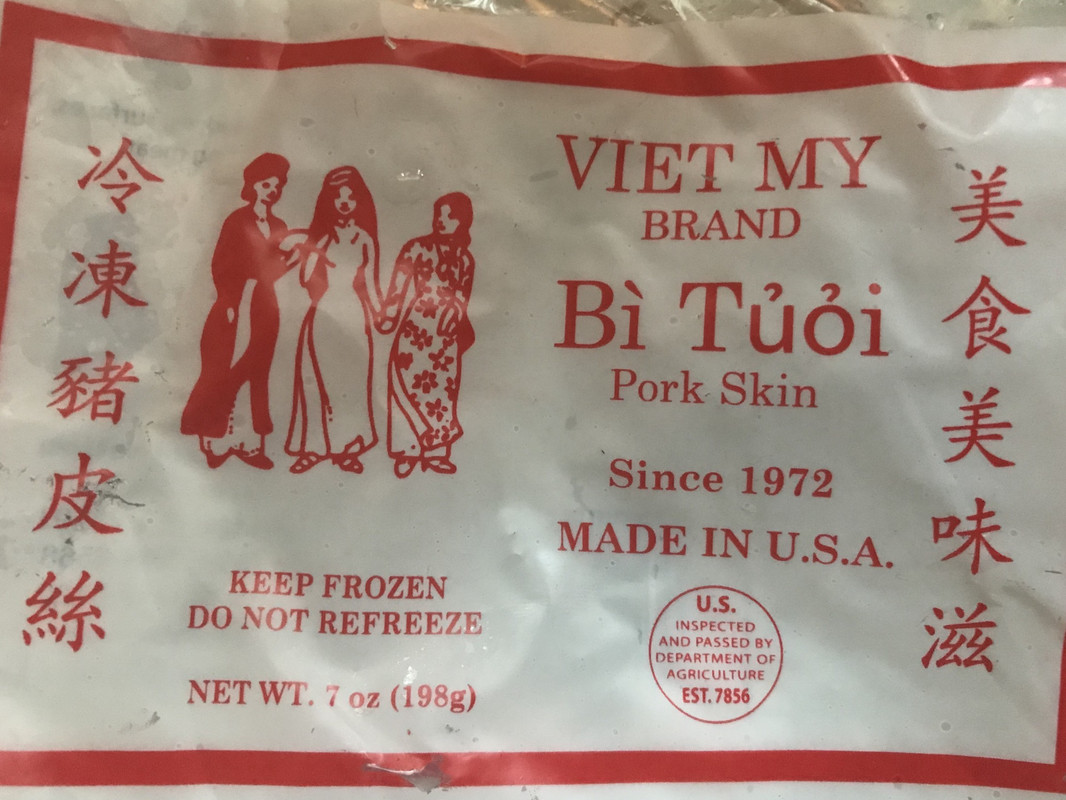 冷凍豬皮絲
VIET MY
BRAND
Bì Tủỏi
Pork Skin
Since 1972
MADE IN U.S.A.
KEEP FROZEN
DO NOT REFREEZE
NET WT. 7 oz (198g)
U.S.
INSPECTED
AND PASSED BY
DEPARTMENT OF
AGRICULTURE
EST. 7856
美食美味滋